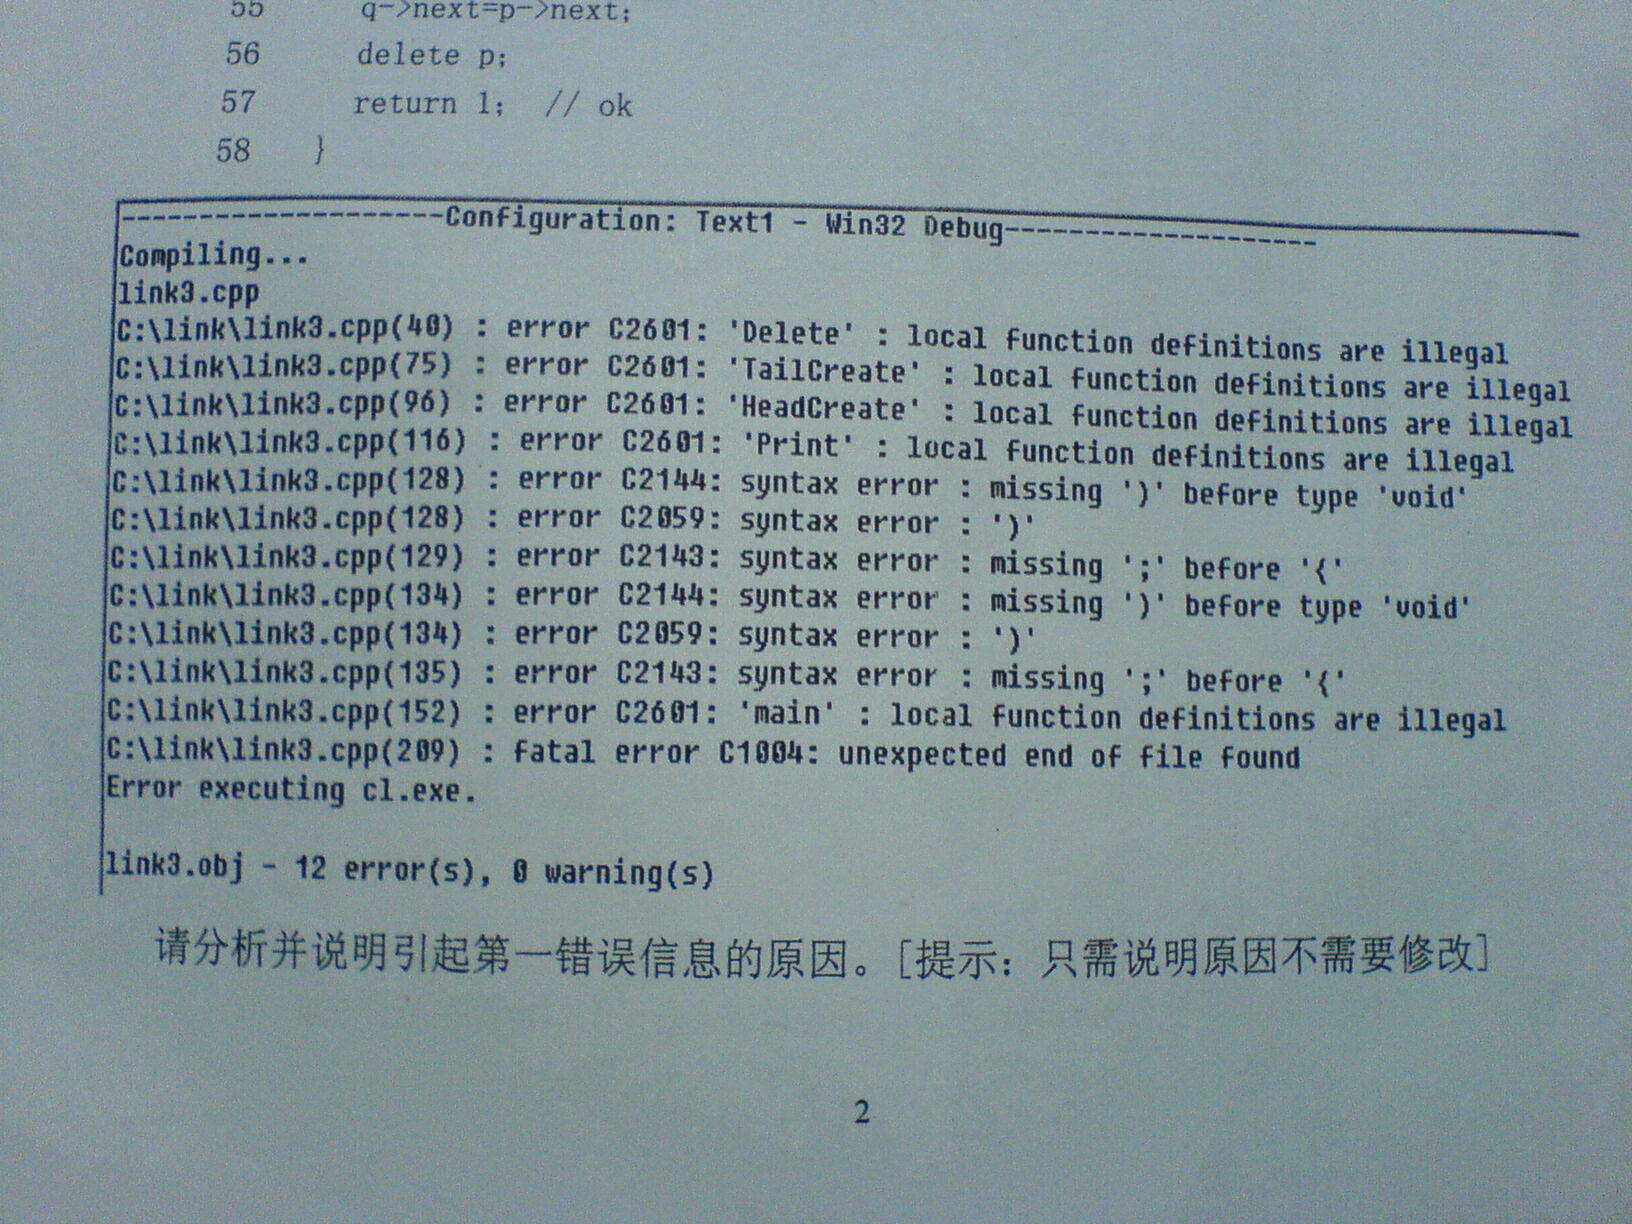 55 q->next=p->next;
56 delete p;
57 return 1; // ok
58 }
--------------------Configuration: Text1 - Win32 Debug--------------------
Compiling...
link3.cpp
C:\link\link3.cpp(40) : error C2601: 'Delete' : local function definitions are illegal
C:\link\link3.cpp(75) : error C2601: 'TailCreate' : local function definitions are illegal
C:\link\link3.cpp(96) : error C2601: 'HeadCreate' : local function definitions are illegal
C:\link\link3.cpp(116) : error C2601: 'Print' : local function definitions are illegal
C:\link\link3.cpp(128) : error C2144: syntax error : missing ')' before type 'void'
C:\link\link3.cpp(128) : error C2059: syntax error : ')'
C:\link\link3.cpp(129) : error C2143: syntax error : missing ';' before '{'
C:\link\link3.cpp(134) : error C2144: syntax error : missing ')' before type 'void'
C:\link\link3.cpp(134) : error C2059: syntax error : ')'
C:\link\link3.cpp(135) : error C2143: syntax error : missing ';' before '{'
C:\link\link3.cpp(152) : error C2601: 'main' : local function definitions are illegal
C:\link\link3.cpp(209) : fatal error C1004: unexpected end of file found
Error executing cl.exe.
link3.obj - 12 error(s), 0 warning(s)
请分析并说明引起第一错误信息的原因。[提示：只需说明原因不需要修改]
2